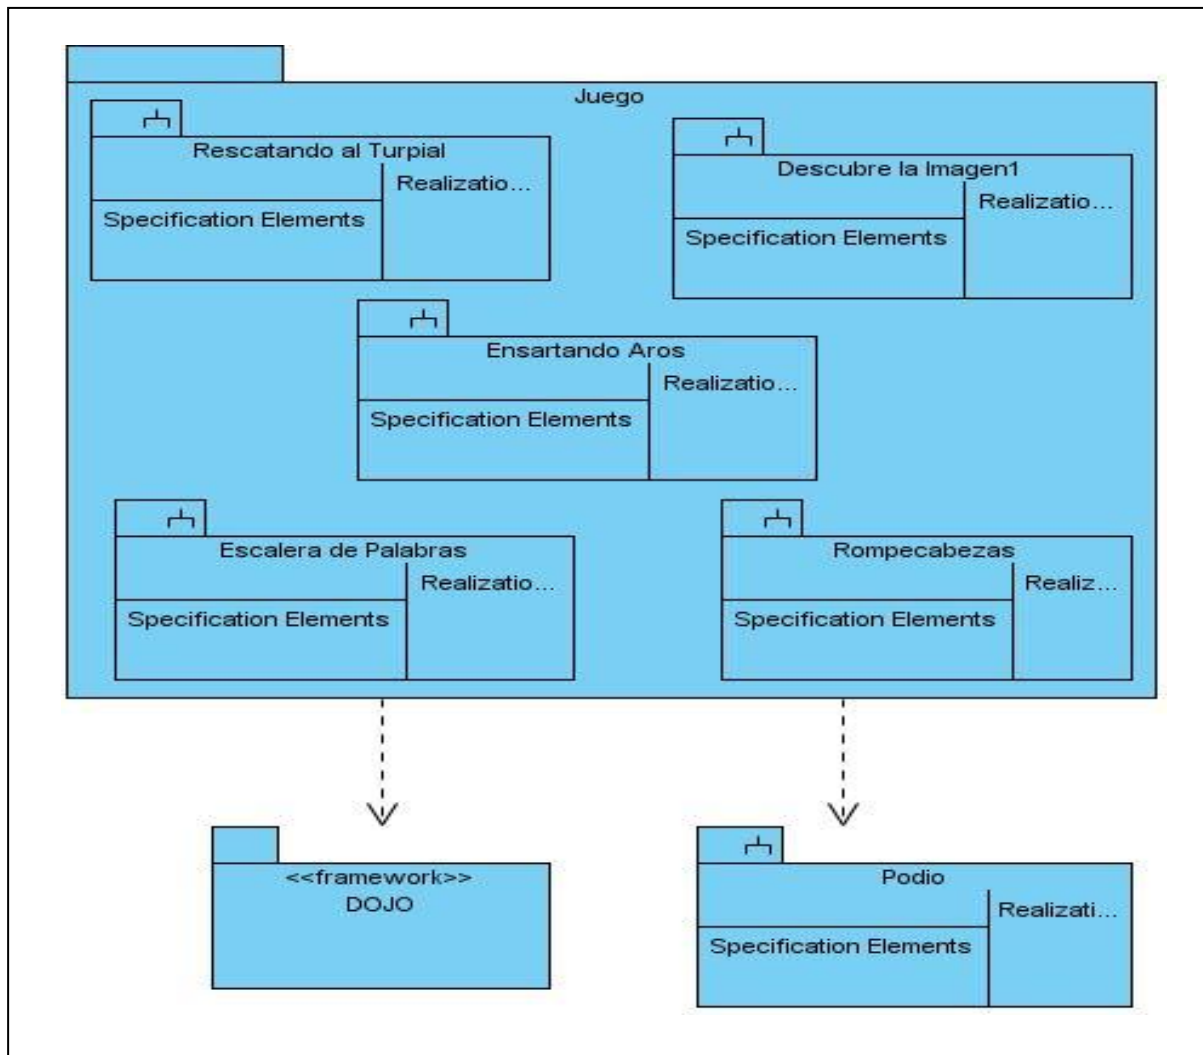 Juego
Rescatando al Turpial
Realizatio...
Specification Elements
Descubre la Imagen1
Realizatio...
Specification Elements
Ensartando Aros
Realizatio...
Specification Elements
Escalera de Palabras
Realizatio...
Specification Elements
Rompecabezas
Realiz...
Specification Elements
<<framework>>
DOJO
Podio
Realizati...
Specification Elements